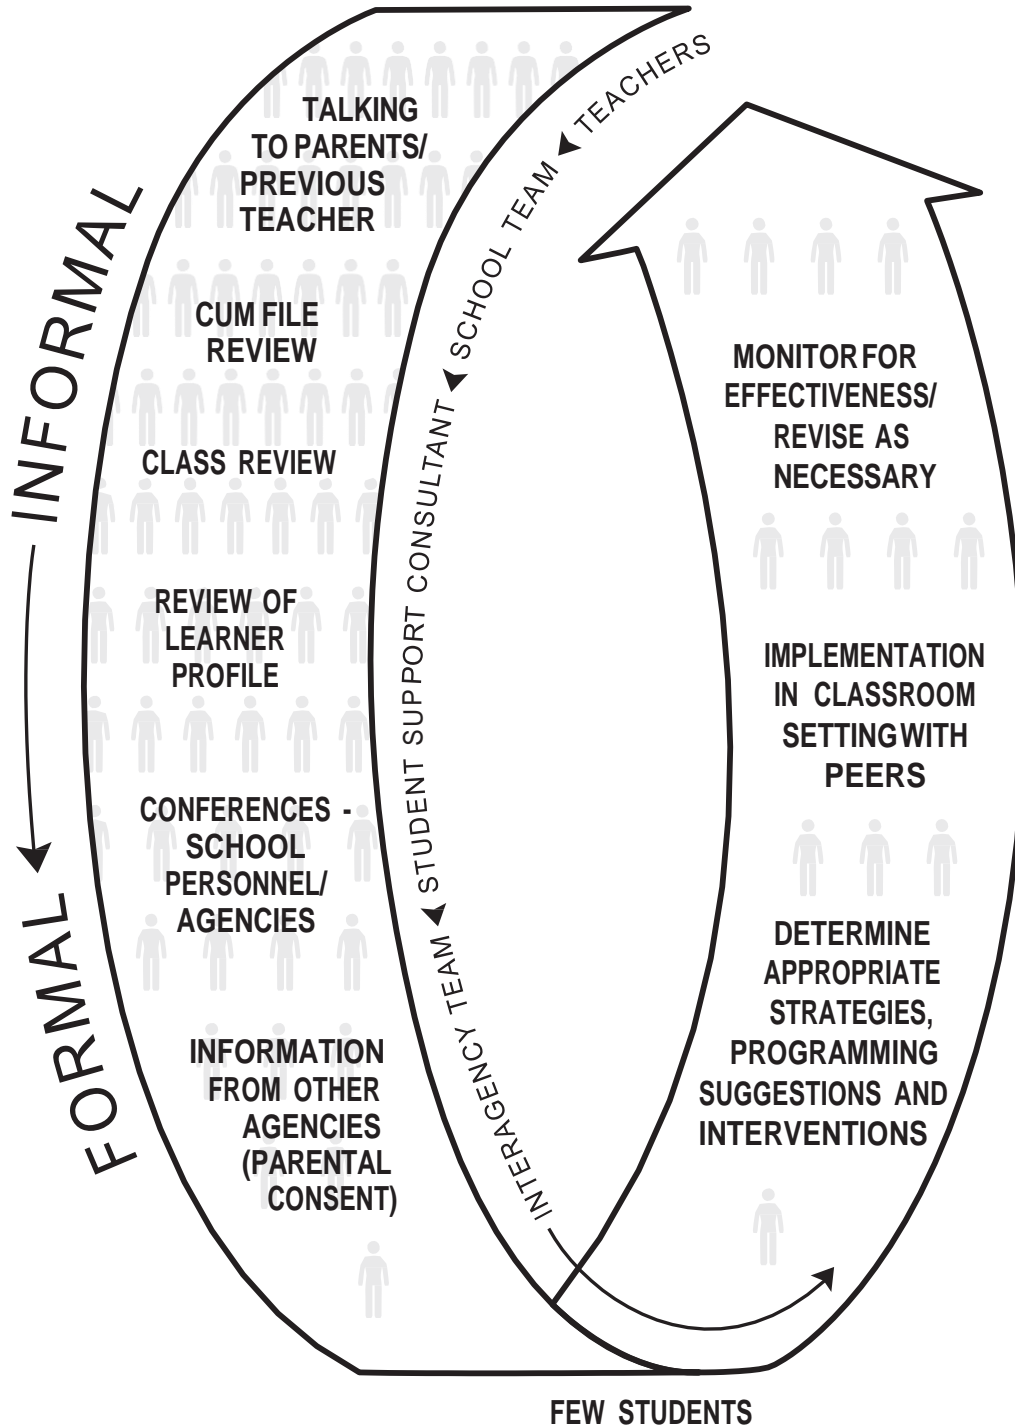 INFORMAL
FORMAL
TALKING
TO PARENTS/
PREVIOUS
TEACHER
CUM FILE
REVIEW
CLASS REVIEW
REVIEW OF
LEARNER
PROFILE
CONFERENCES -
SCHOOL
PERSONNEL/
AGENCIES
INFORMATION
FROM OTHER
AGENCIES
(PARENTAL
CONSENT)
TEACHERS
SCHOOL TEAM
STUDENT SUPPORT CONSULTANT
INTERAGENCY TEAM
MONITOR FOR
EFFECTIVENESS/
REVISE AS
NECESSARY
IMPLEMENTATION
IN CLASSROOM
SETTING WITH
PEERS
DETERMINE
APPROPRIATE
STRATEGIES,
PROGRAMMING
SUGGESTIONS AND
INTERVENTIONS
FEW STUDENTS